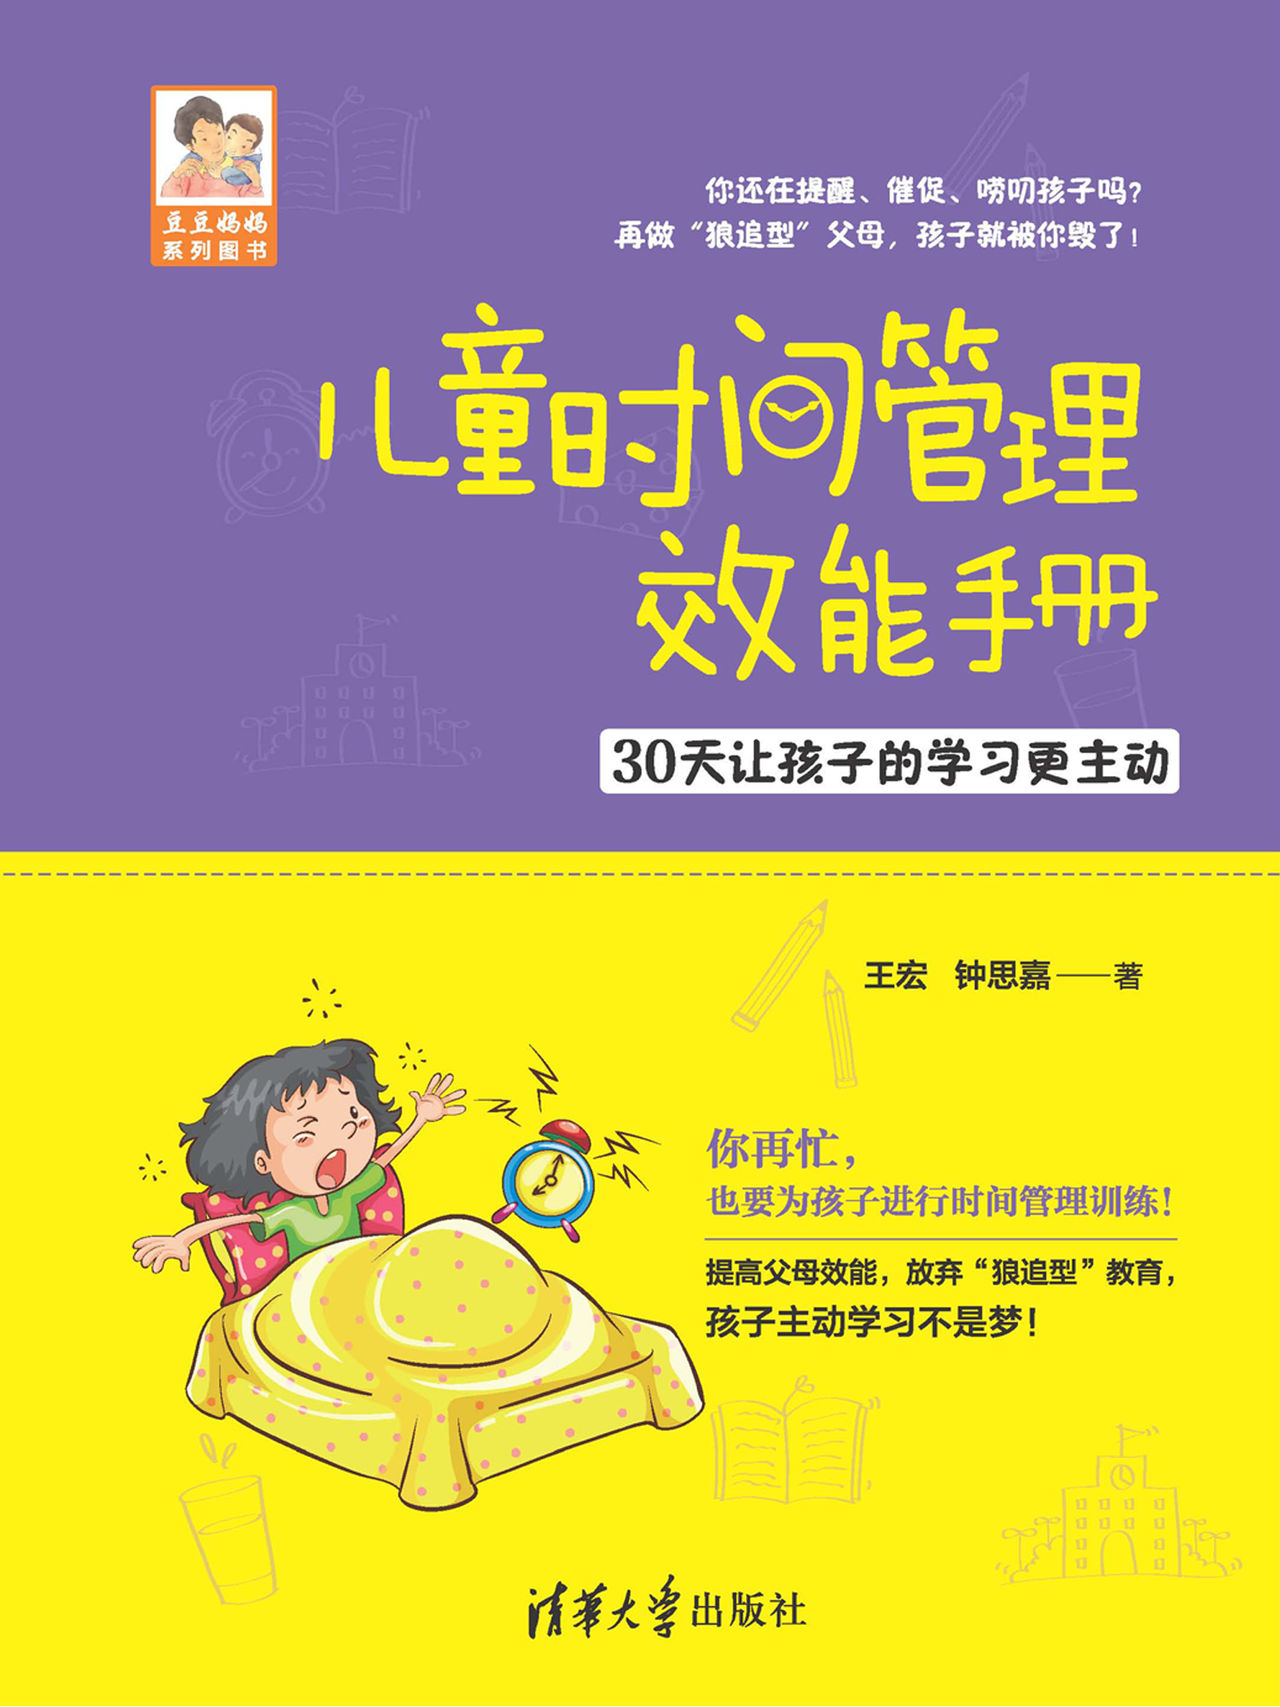 豆豆妈妈
系列图书
你还在提醒、催促、唠叨孩子吗？
再做“狼追型”父母，孩子就被你毁了！
儿童时间管理
效能手册
30天让孩子的学习更主动
王宏 钟思嘉——著
你再忙，
也要为孩子进行时间管理训练！
提高父母效能，放弃“狼追型”教育，
孩子主动学习不是梦！
清华大学出版社